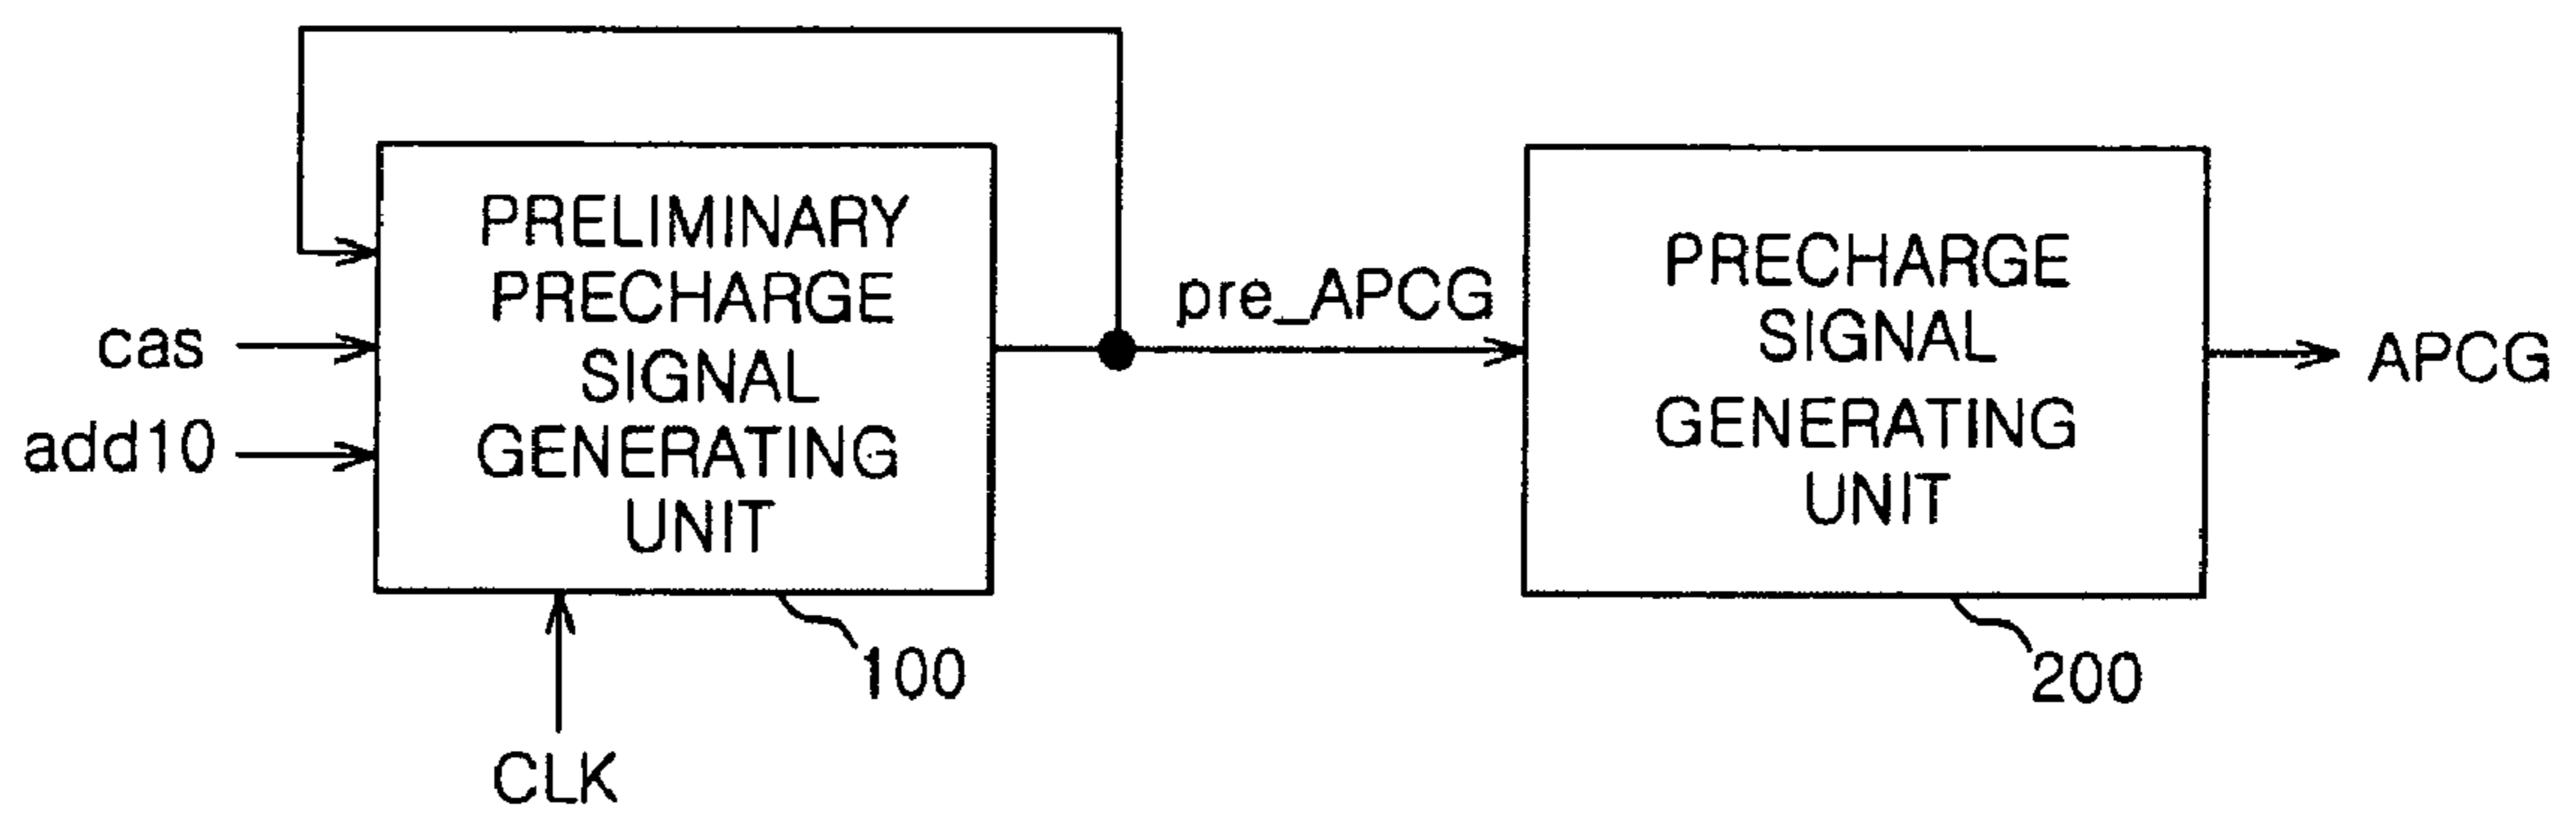 PRELIMINARY
PRECHARGE
SIGNAL
GENERATING
UNIT
cas
add10
CLK
100
pre_APCG
PRECHARGE
SIGNAL
GENERATING
UNIT
200
APCG